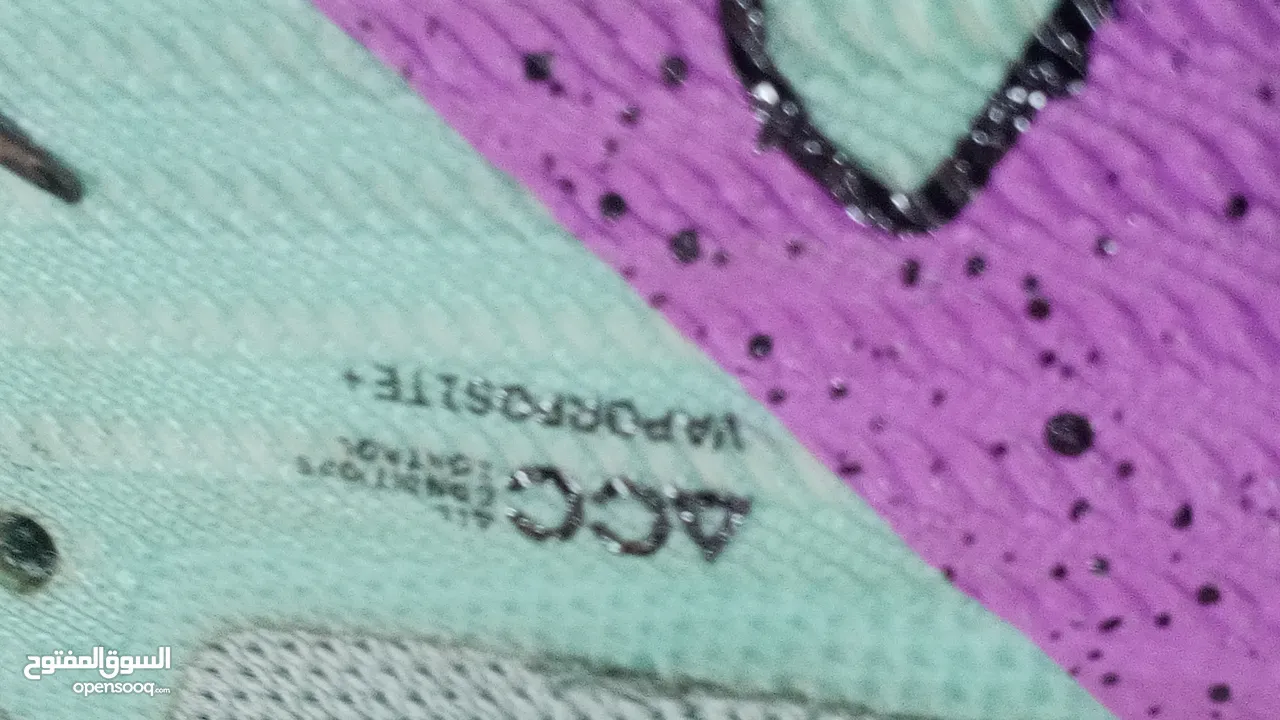 ACC
ALL
CONDITIONS
CONTROL
VAPORPOSITE+
السوق المفتوح
opensooq.com